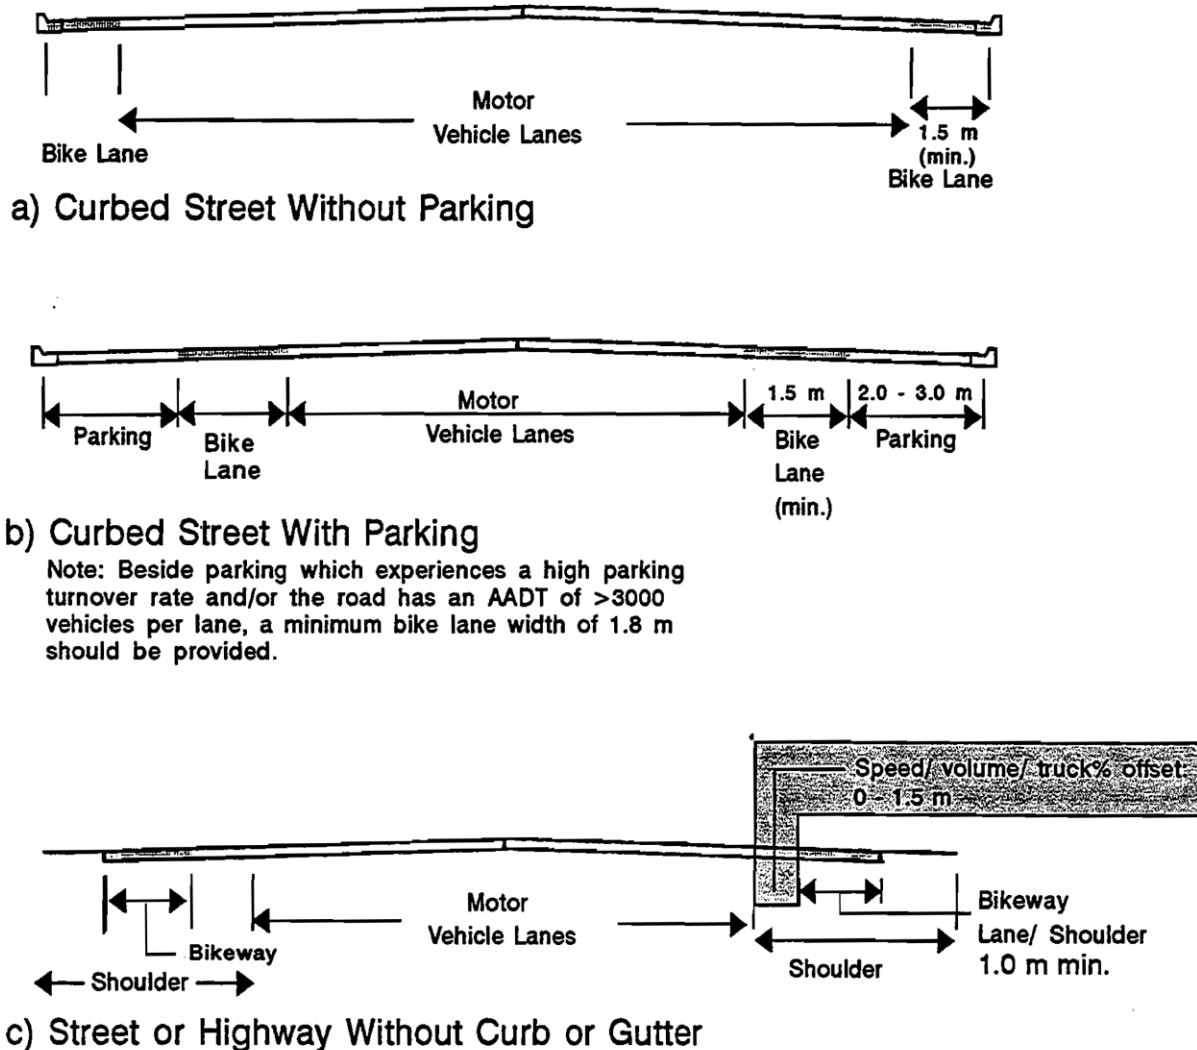 Motor
Vehicle Lanes
Bike Lane
1.5 m
(min.)
Bike Lane
a) Curbed Street Without Parking
Parking
Bike
Lane
Motor
Vehicle Lanes
1.5 m
Bike
Lane
(min.)
2.0 - 3.0 m
Parking
b) Curbed Street With Parking
Note: Beside parking which experiences a high parking
turnover rate and/or the road has an AADT of >3000
vehicles per lane, a minimum bike lane width of 1.8 m
should be provided.
Speed/ volume/ truck% offset
0 - 1.5 m
Bikeway
Shoulder
Motor
Vehicle Lanes
Shoulder
Bikeway
Lane/ Shoulder
1.0 m min.
c) Street or Highway Without Curb or Gutter